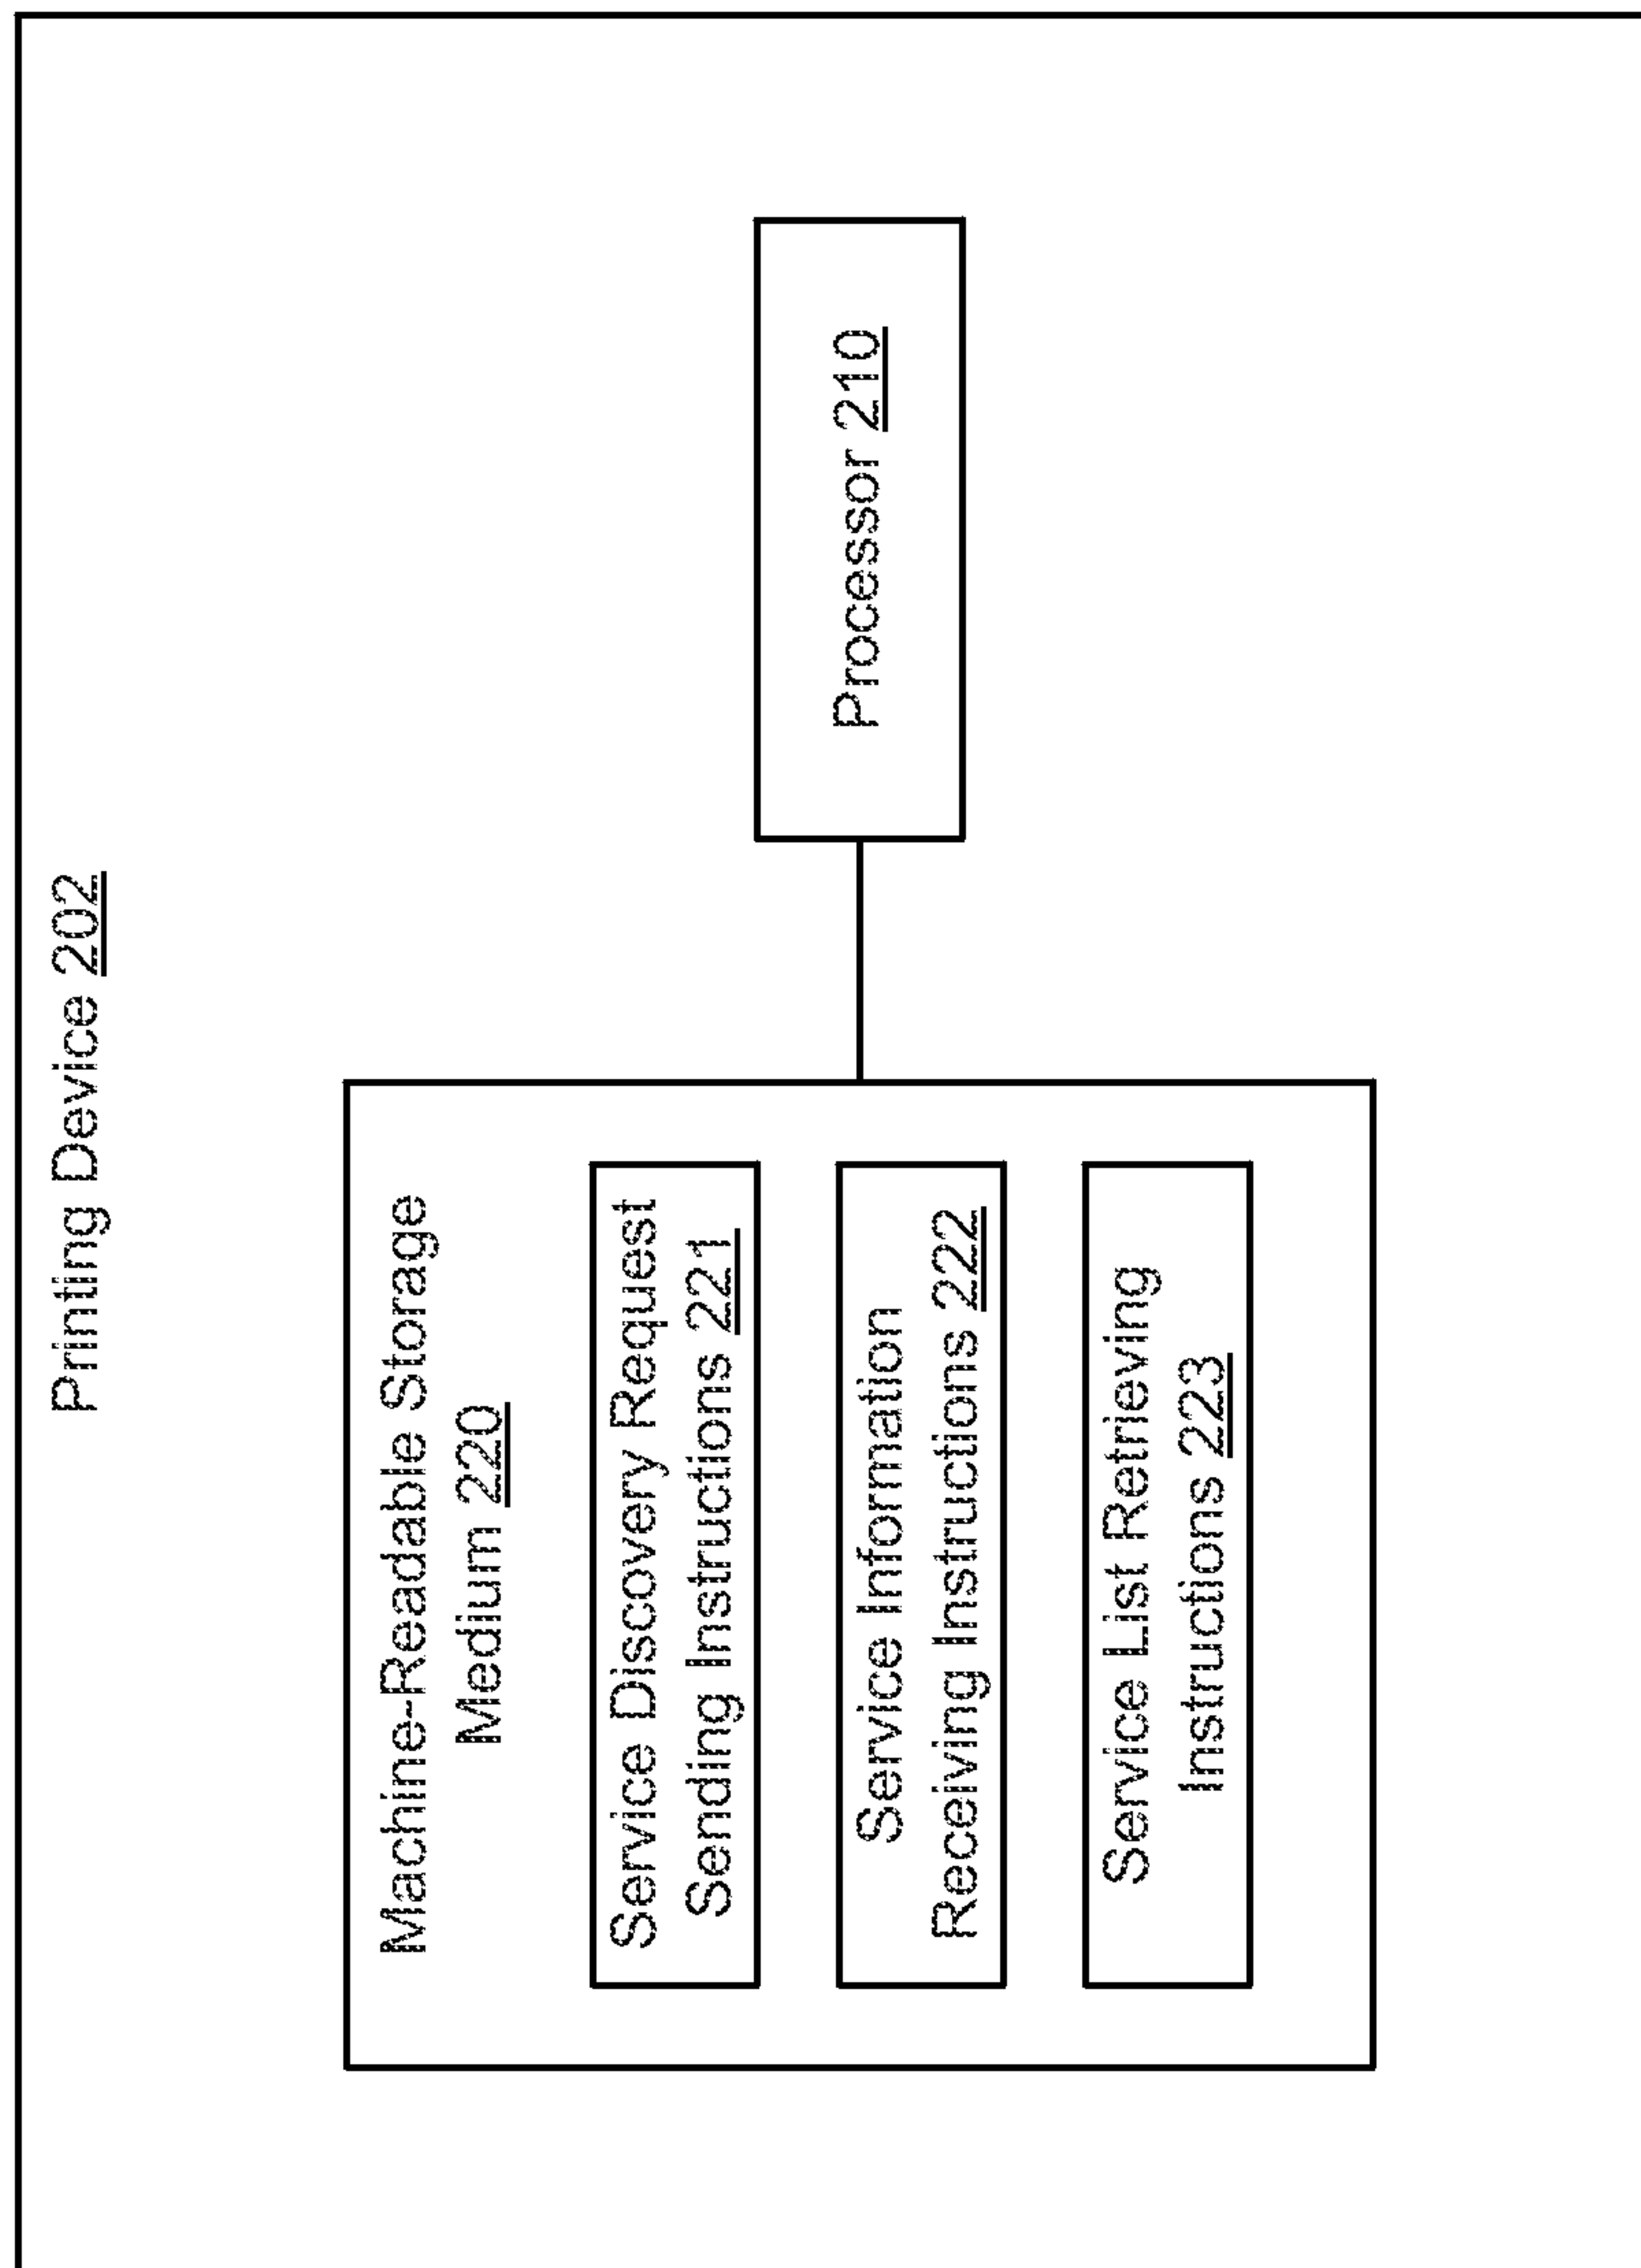 Printing Device 202
Machine-Readable Storage
Medium 220
Service Discovery Request
Sending Instructions 221
Service Information
Receiving Instructions 222
Service List Retrieving
Instructions 223
Processor 210